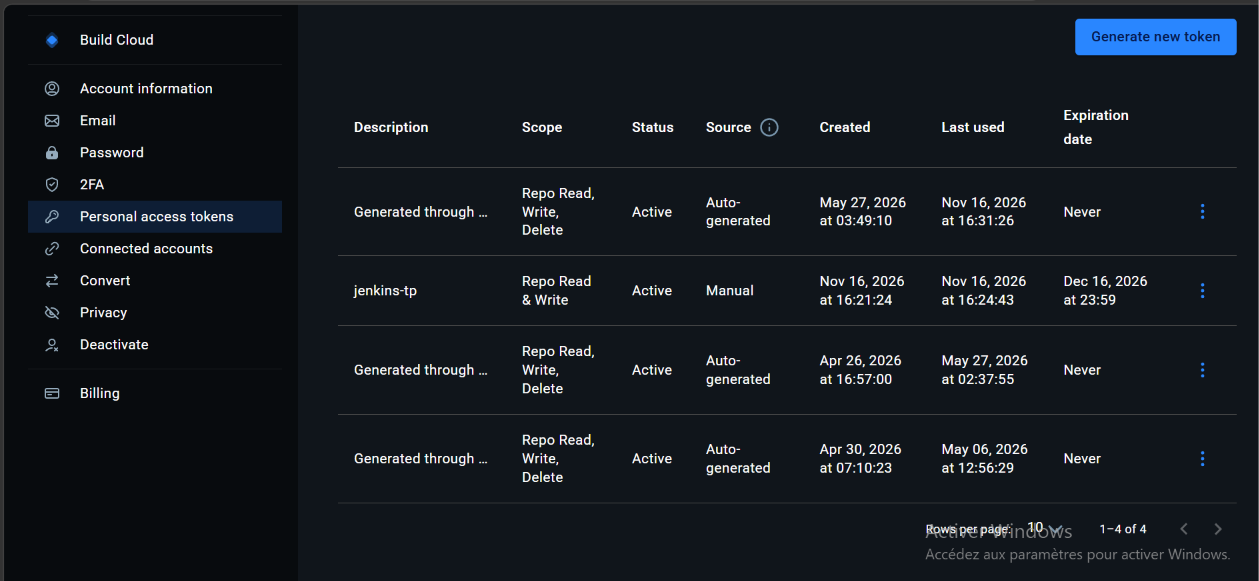 Build Cloud
Account information
Email
Password
2FA
Personal access tokens
Connected accounts
Convert
Privacy
Deactivate
Billing
Generate new token
Description Scope Status Source Created Last used Expiration date
Generated through ... Repo Read, Write, Delete Active Auto-generated May 27, 2026 at 03:49:10 Nov 16, 2026 at 16:31:26 Never
jenkins-tp Repo Read & Write Active Manual Nov 16, 2026 at 16:21:24 Nov 16, 2026 at 16:24:43 Dec 16, 2026 at 23:59
Generated through ... Repo Read, Write, Delete Active Auto-generated Apr 26, 2026 at 16:57:00 May 27, 2026 at 02:37:55 Never
Generated through ... Repo Read, Write, Delete Active Auto-generated Apr 30, 2026 at 07:10:23 May 06, 2026 at 12:56:29 Never
Rows per page: 10 1–4 of 4
Activer Windows
Accédez aux paramètres pour activer Windows.